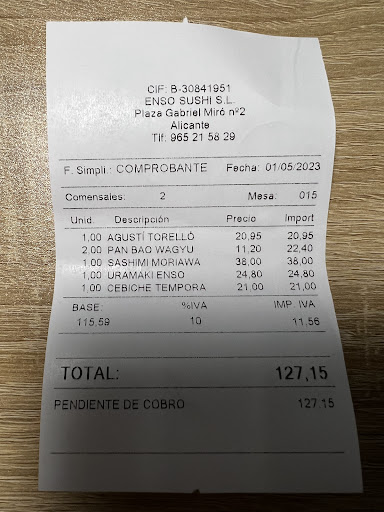 CIF: B-30841951
ENSO SUSHI S.L.
Plaza Gabriel Miró nº2
Alicante
Tlf: 965 21 58 29
F. Simpli.: COMPROBANTE Fecha: 01/05/2023
Comensales: 2 Mesa: 015
Unid. Descripción Precio Import
1,00 AGUSTÍ TORELLÓ 20,95 20,95
2,00 PAN BAO WAGYU 11,20 22,40
1,00 SASHIMI MORIAWA 38,00 38,00
1,00 URAMAKI ENSO 24,80 24,80
1,00 CEBICHE TEMPORA 21,00 21,00
BASE: %IVA IMP. IVA
115,59 10 11,56
TOTAL: 127,15
PENDIENTE DE COBRO 127,15